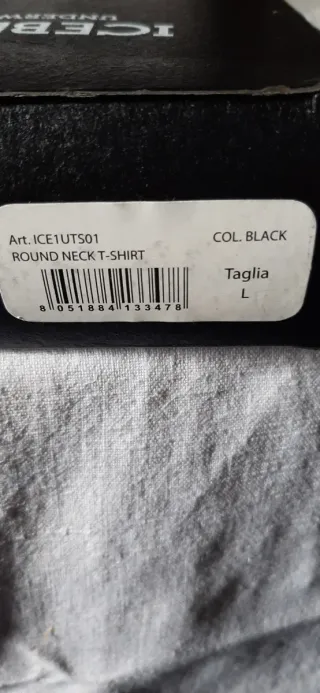 Art. ICE1UTS01
COL. BLACK
ROUND NECK T-SHIRT
Taglia
L
8 051884 133478